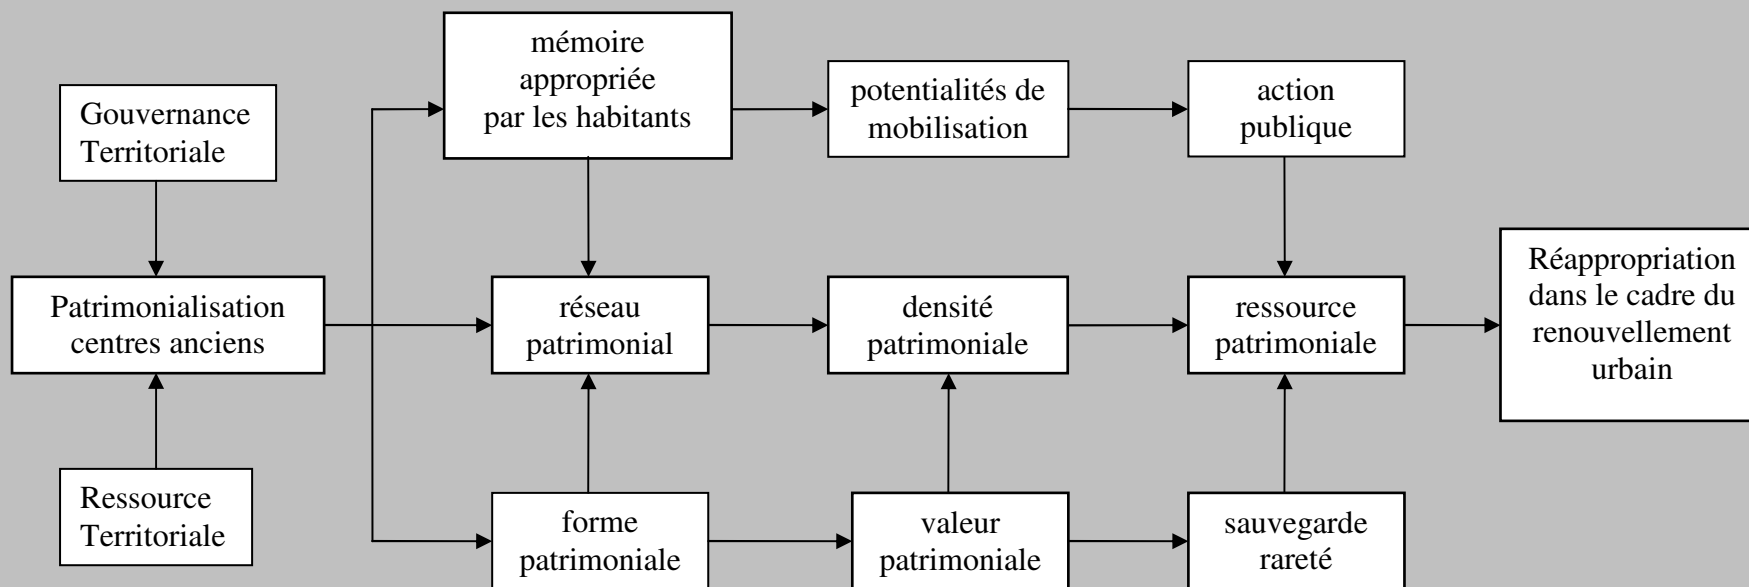 mémoire
appropriée
par les habitants
potentialités de
mobilisation
action
publique
Gouvernance
Territoriale
Patrimonialisation
centres anciens
réseau
patrimonial
densité
patrimoniale
ressource
patrimoniale
Réappropriation
dans le cadre du
renouvellement
urbain
Ressource
Territoriale
forme
patrimoniale
valeur
patrimoniale
sauvegarde
rareté